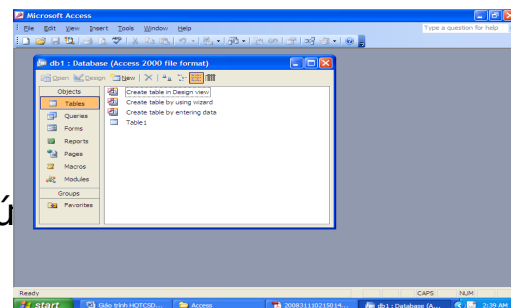 Microsoft Access
File Edit View Insert Tools Window Help
Type a question for help
db1 : Database (Access 2000 file format)
Open Design New
Objects
Tables
Queries
Forms
Reports
Pages
Macros
Modules
Groups
Favorites
Create table in Design view
Create table by using wizard
Create table by entering data
Table1
ú
Ready
CAPS NUM
start Giáo trình HQTCSD... Access 200831110215014... db1 : Database (A... 2:39 AM